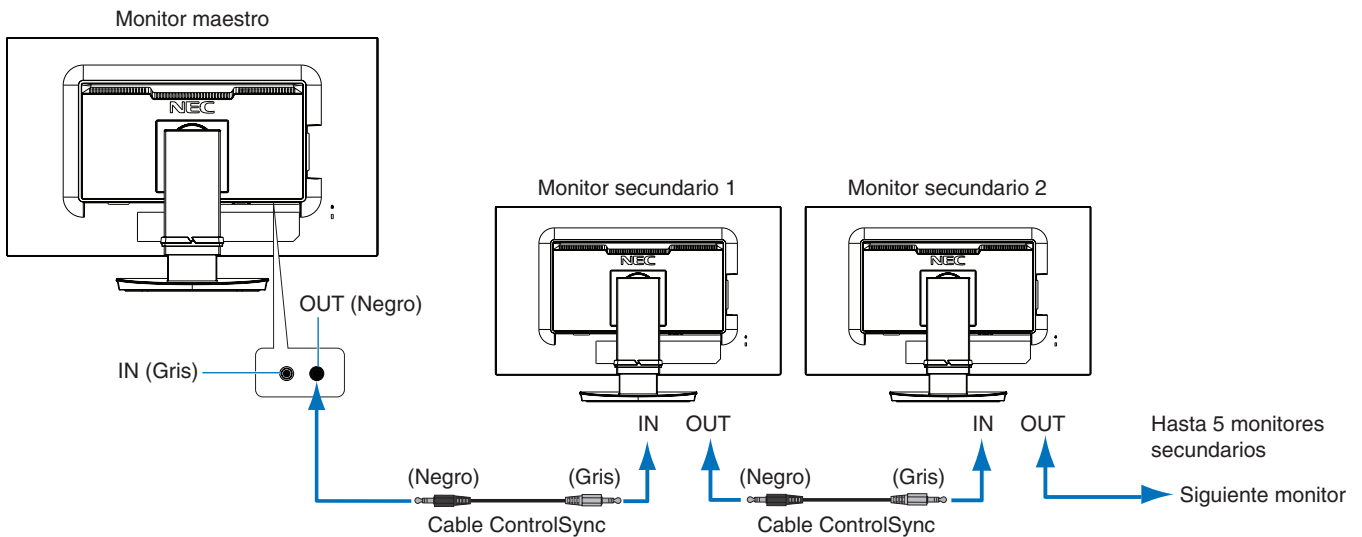 Monitor maestro
NEC
Monitor secundario 1
Monitor secundario 2
NEC
NEC
OUT (Negro)
IN (Gris)
IN
OUT
IN
OUT
Hasta 5 monitores
secundarios
(Negro)
(Gris)
(Negro)
(Gris)
Siguiente monitor
Cable ControlSync
Cable ControlSync